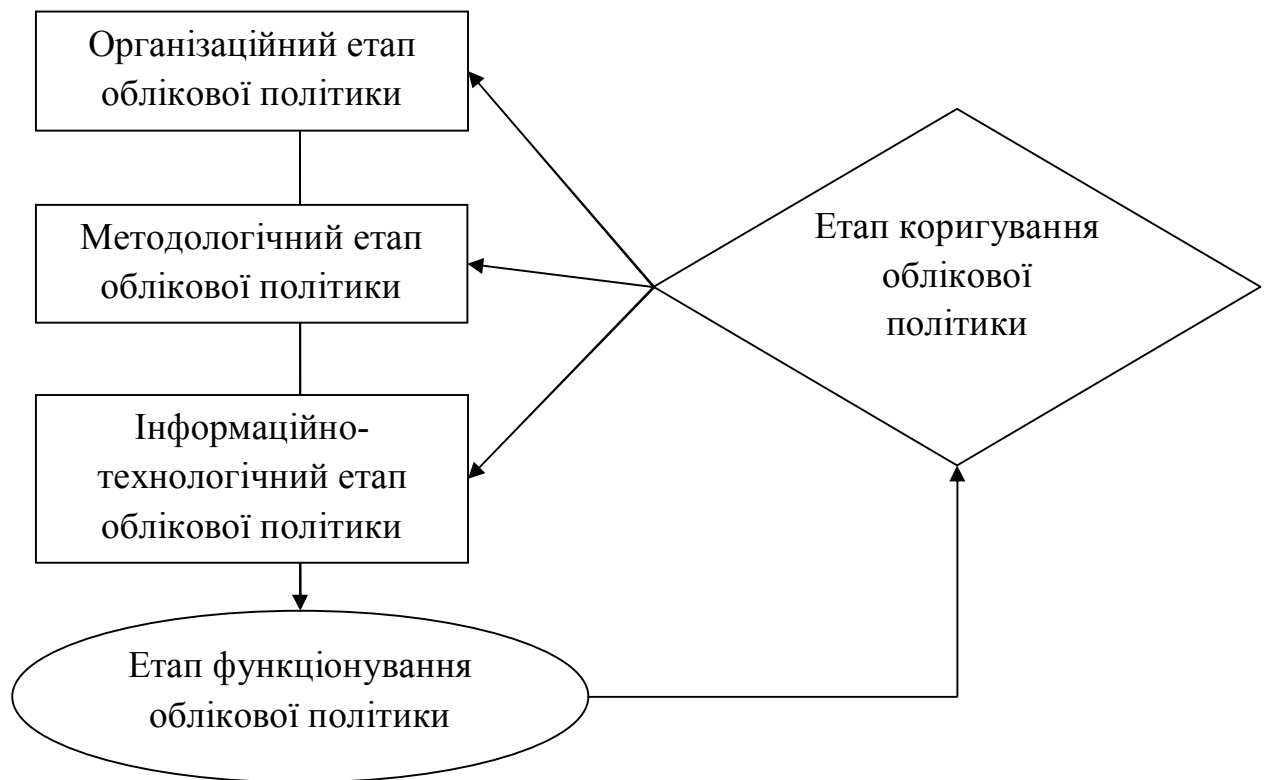 Організаційний етап
облікової політики
Методологічний етап
облікової політики
Інформаційно-
технологічний етап
облікової політики
Етап функціонування
облікової політики
Етап коригування
облікової
політики